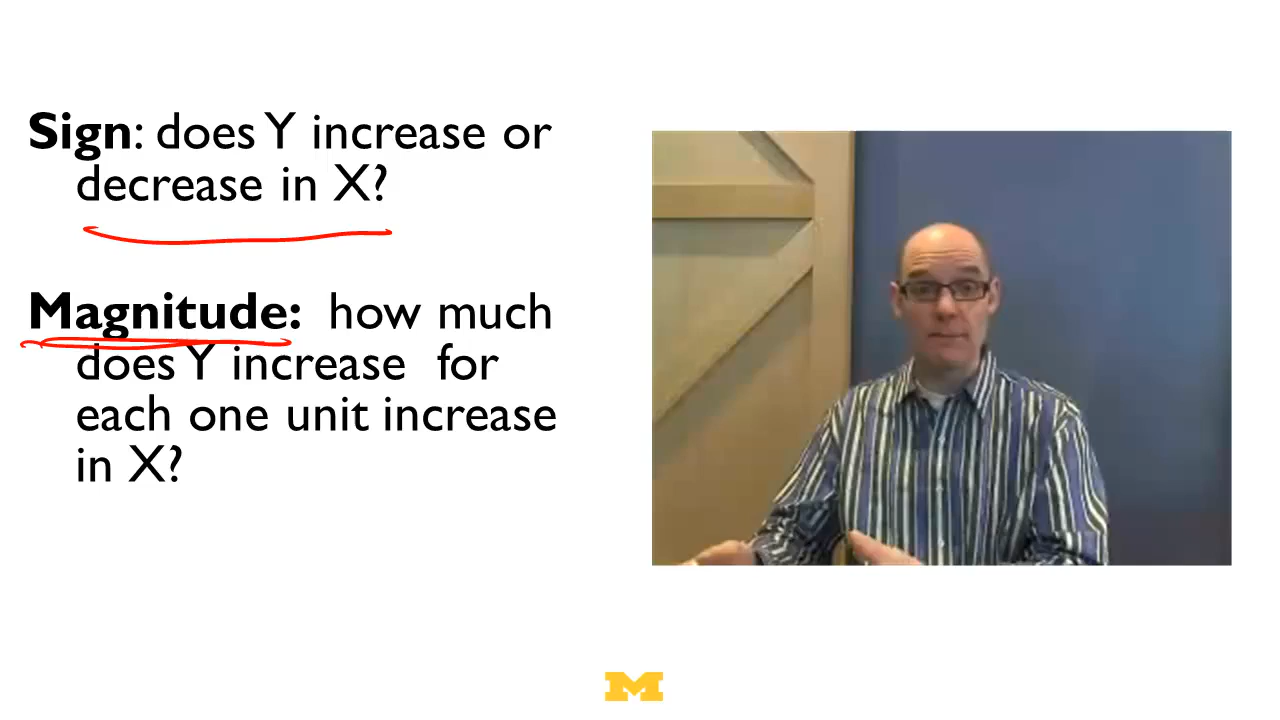 Sign: does Y increase or
decrease in X?
Magnitude: how much
does Y increase for
each one unit increase
in X?
M